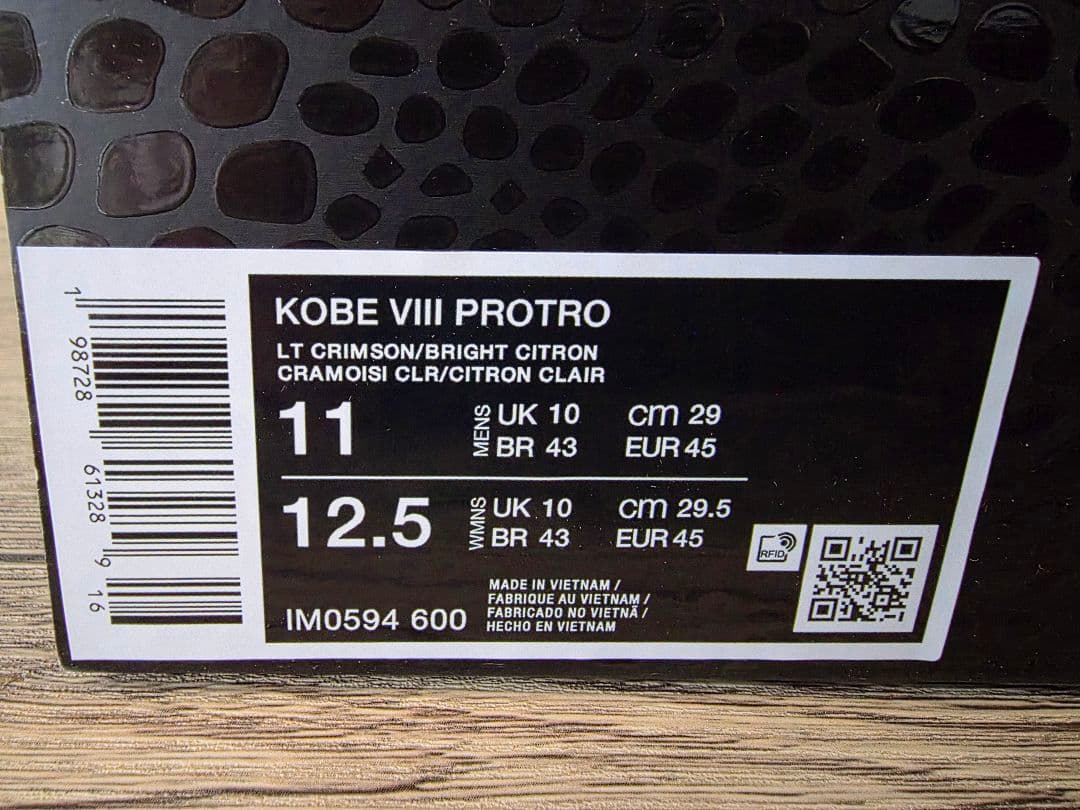 1 98728 61328 9 16
KOBE VIII PROTRO
LT CRIMSON/BRIGHT CITRON
CRAMOISI CLR/CITRON CLAIR
11 MENS UK 10 cm 29
BR 43 EUR 45
12.5 WMNS UK 10 cm 29.5
BR 43 EUR 45
RFID
IM0594 600
MADE IN VIETNAM /
FABRIQUE AU VIETNAM /
FABRICADO NO VIETNÃ /
HECHO EN VIETNAM